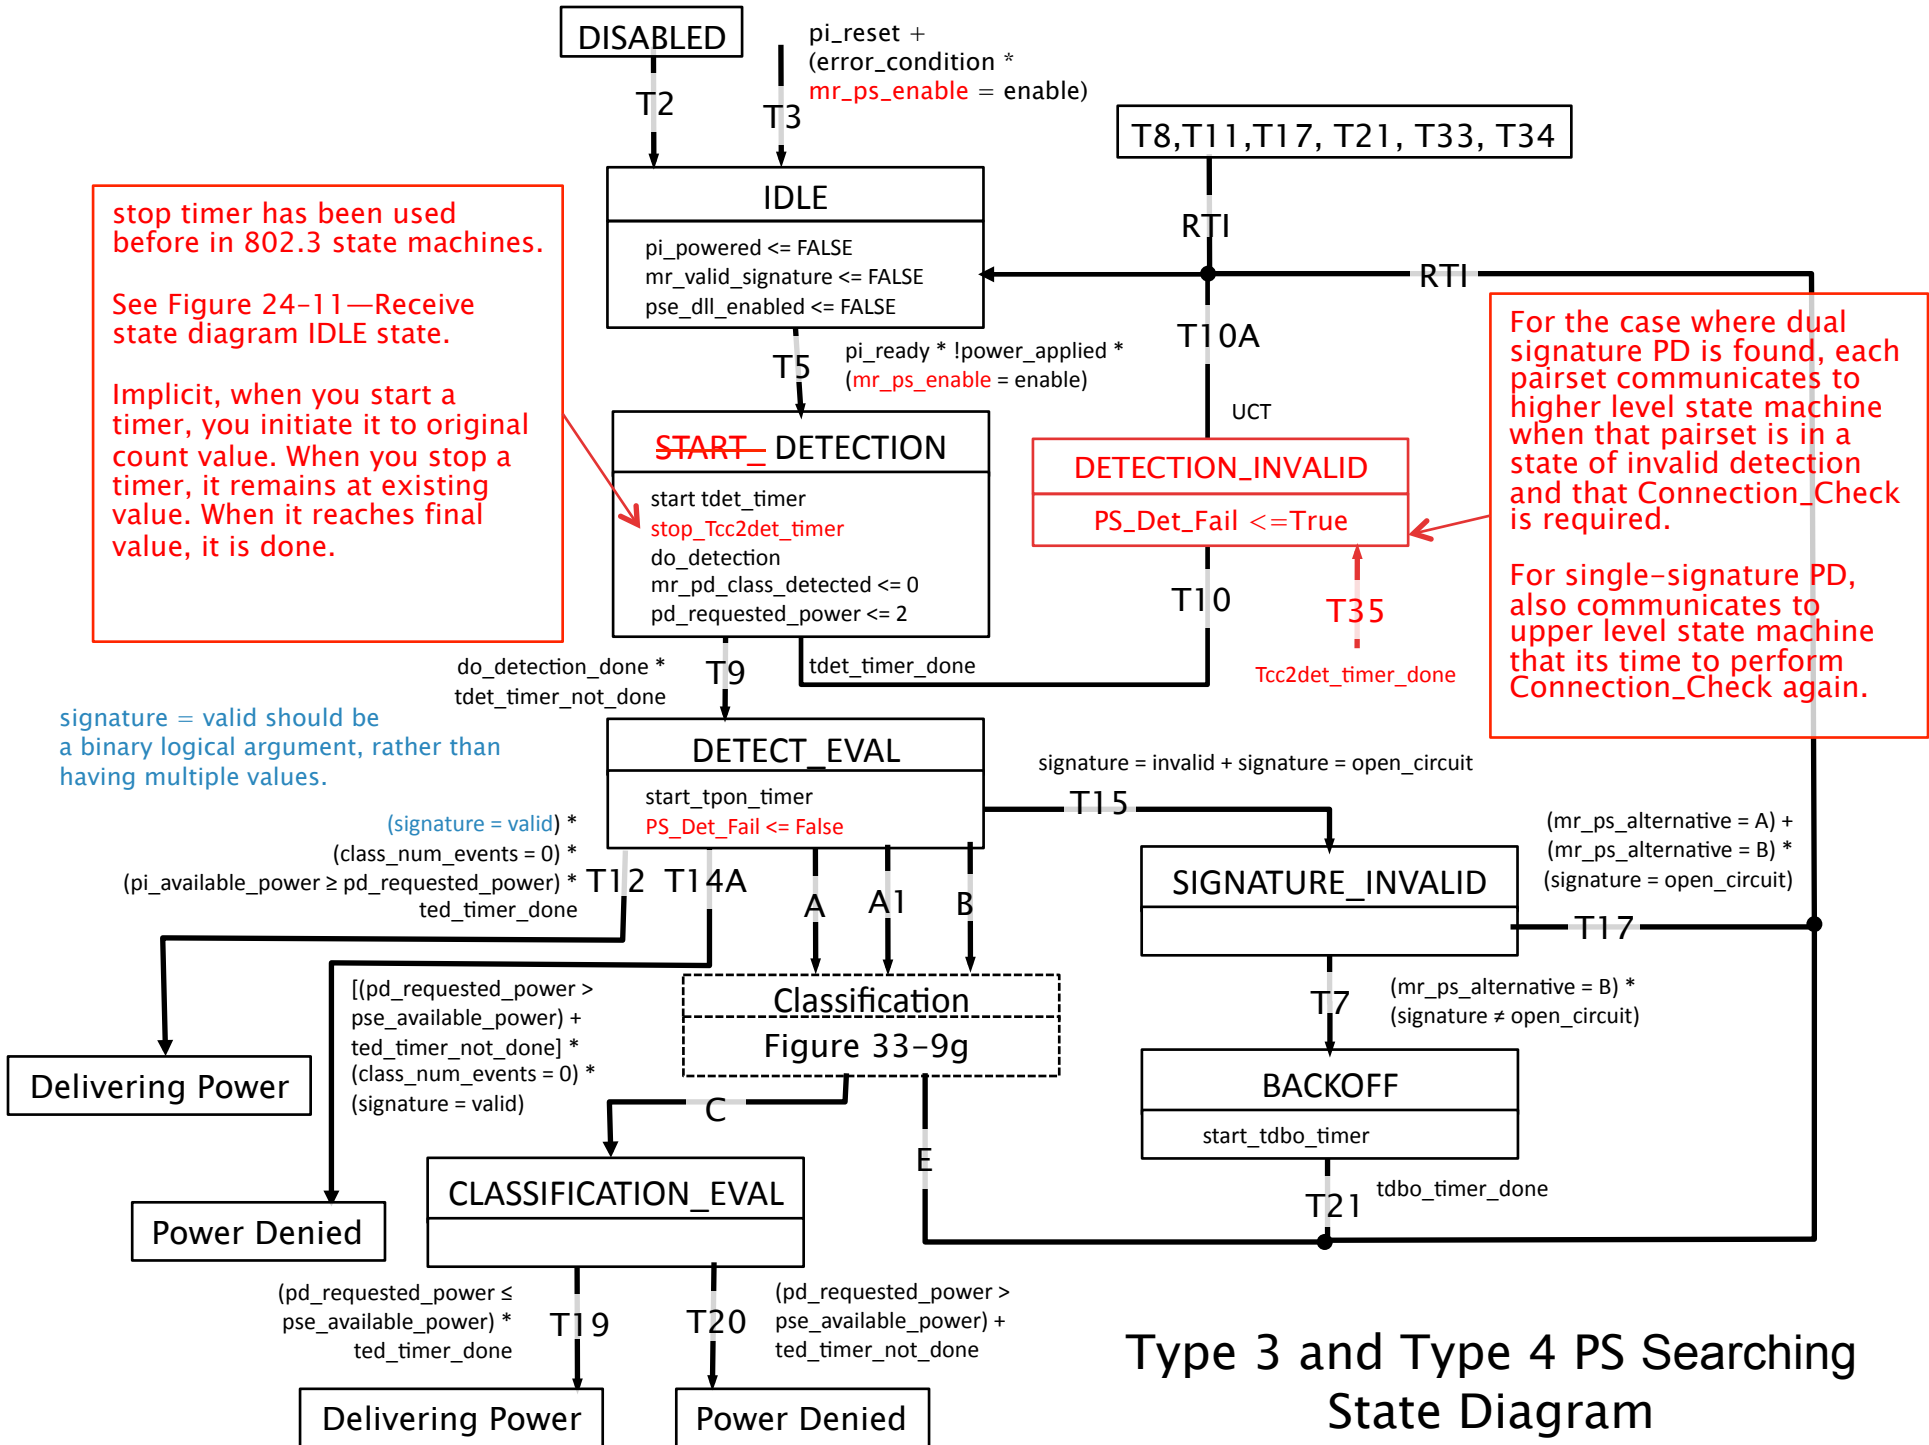 DISABLED
pi_reset +
(error_condition *
mr_ps_enable = enable)
T2
T3
T8,T11,T17, T21, T33, T34
IDLE
pi_powered <= FALSE
mr_valid_signature <= FALSE
pse_dll_enabled <= FALSE
RTI
RTI
stop timer has been used
before in 802.3 state machines.
See Figure 24-11—Receive
state diagram IDLE state.
Implicit, when you start a
timer, you initiate it to original
count value. When you stop a
timer, it remains at existing
value. When it reaches final
value, it is done.
T5
pi_ready * !power_applied *
(mr_ps_enable = enable)
T10A
UCT
For the case where dual
signature PD is found, each
pairset communicates to
higher level state machine
when that pairset is in a
state of invalid detection
and that Connection_Check
is required.
For single-signature PD,
also communicates to
upper level state machine
that its time to perform
Connection_Check again.
START_ DETECTION
start tdet_timer
stop_Tcc2det_timer
do_detection
mr_pd_class_detected <= 0
pd_requested_power <= 2
DETECTION_INVALID
PS_Det_Fail <=True
T10
T35
Tcc2det_timer_done
do_detection_done *
tdet_timer_not_done
T9
tdet_timer_done
signature = valid should be
a binary logical argument, rather than
having multiple values.
DETECT_EVAL
start_tpon_timer
PS_Det_Fail <= False
signature = invalid + signature = open_circuit
T15
(signature = valid) *
(class_num_events = 0) *
(pi_available_power ≥ pd_requested_power) *
ted_timer_done
T12
T14A
A
A1
B
SIGNATURE_INVALID
(mr_ps_alternative = A) +
(mr_ps_alternative = B) *
(signature = open_circuit)
T17
[(pd_requested_power >
pse_available_power) +
ted_timer_not_done] *
(class_num_events = 0) *
(signature = valid)
Classification
Figure 33-9g
T7
(mr_ps_alternative = B) *
(signature ≠ open_circuit)
Delivering Power
BACKOFF
start_tdbo_timer
C
E
CLASSIFICATION_EVAL
T21
tdbo_timer_done
Power Denied
(pd_requested_power ≤
pse_available_power) *
ted_timer_done
T19
T20
(pd_requested_power >
pse_available_power) +
ted_timer_not_done
Delivering Power
Power Denied
Type 3 and Type 4 PS Searching
State Diagram